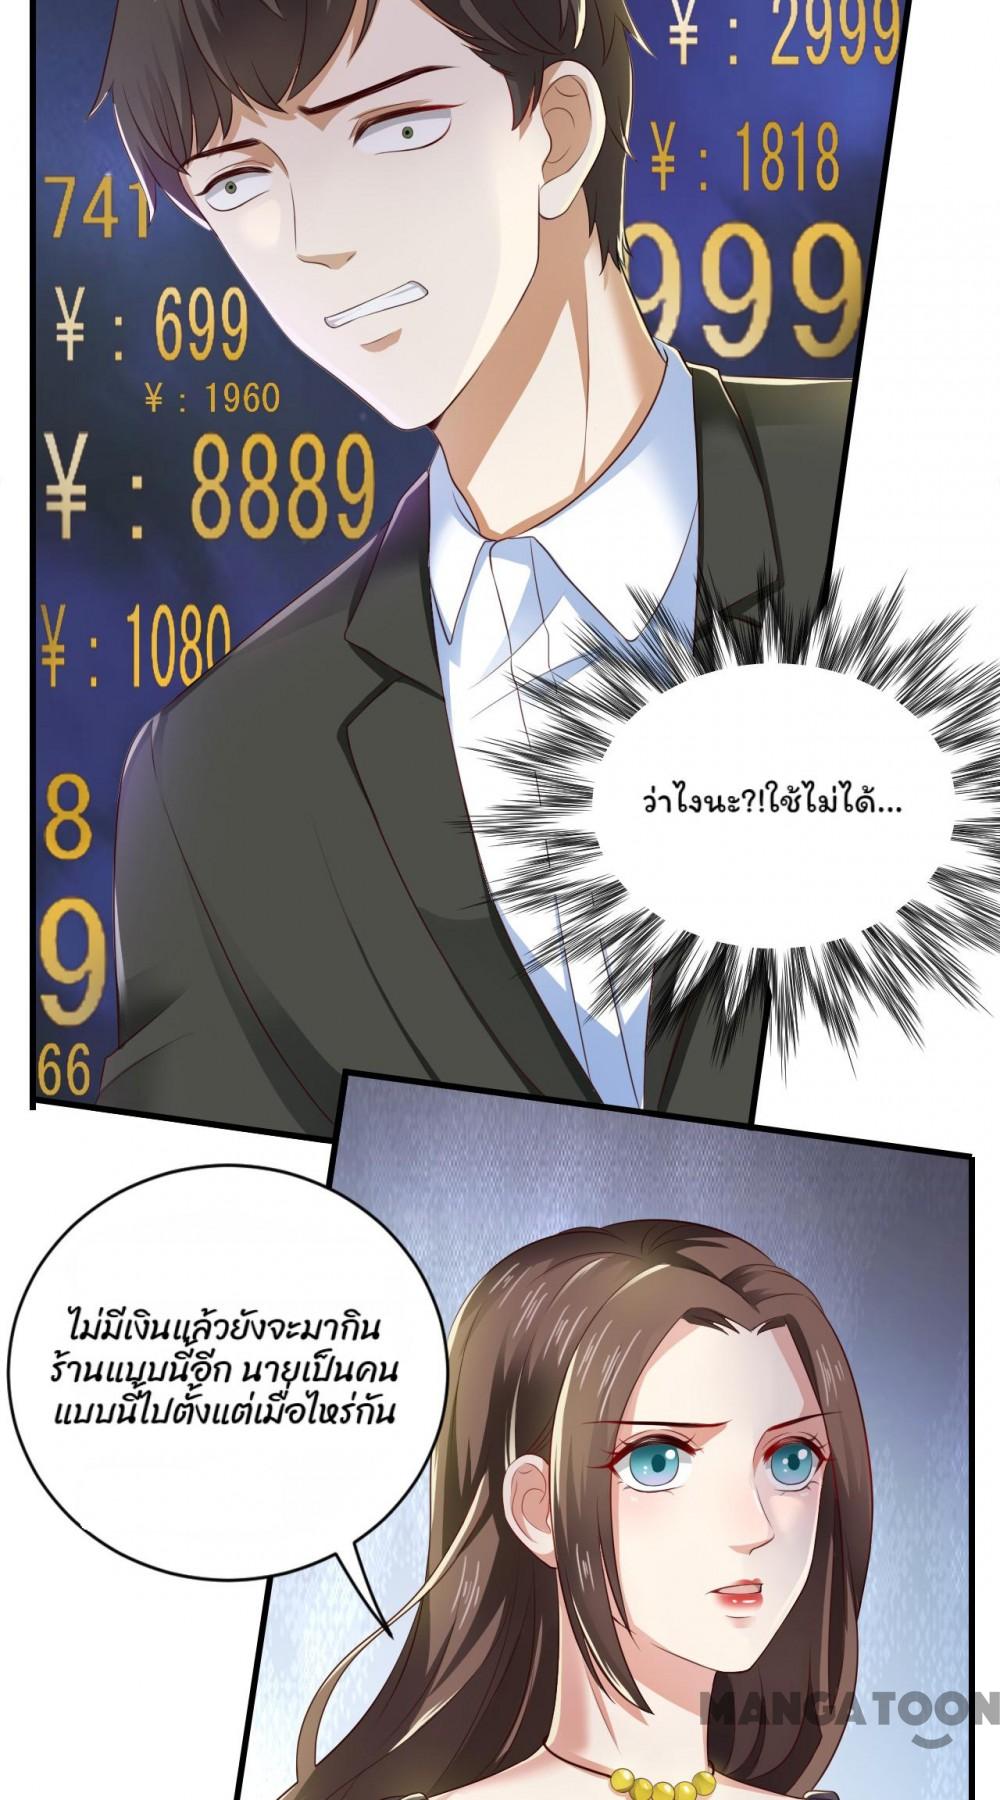 ¥ : 2999
¥ : 1818
741
999
¥ : 699
¥ : 1960
¥ : 8889
¥ : 1080
8
9
66
ว่าไงนะ?!ใช้ไม่ได้...
ไม่มีเงินแล้วยังจะมากิน
ร้านแบบนี้อีก นายเป็นคน
แบบนี้ไปตั้งแต่เมื่อไหร่กัน
MANGATOON